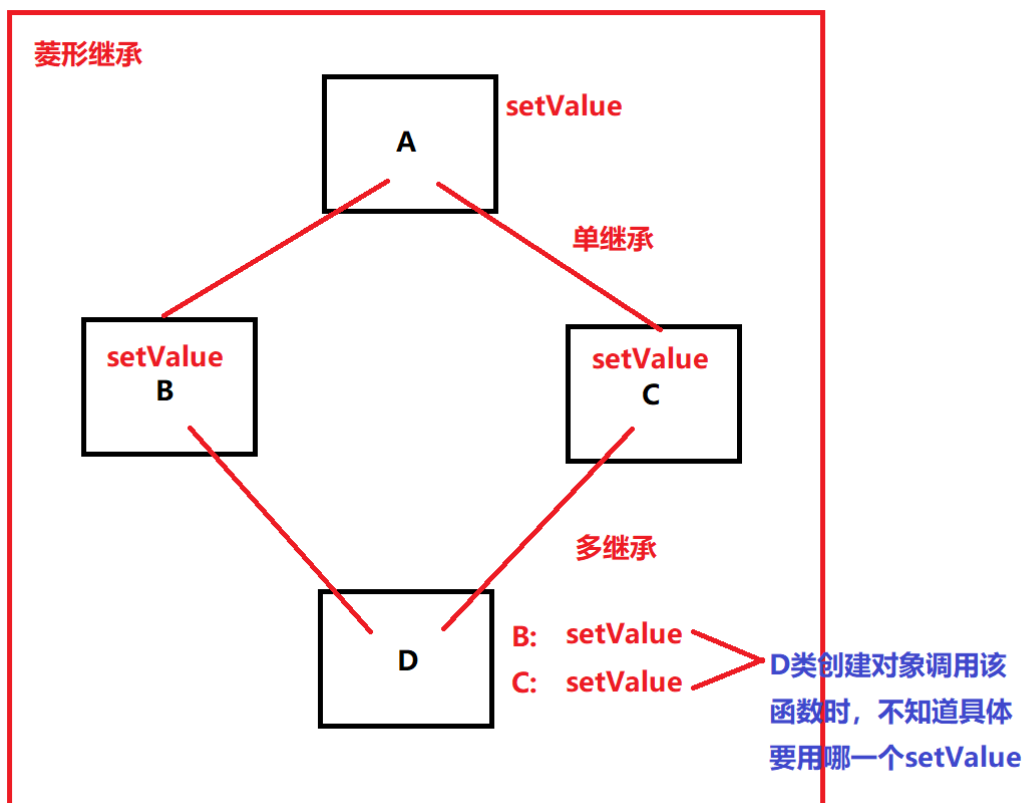 菱形继承
A
setValue
单继承
setValue
B
setValue
C
多继承
D
B: setValue
C: setValue
D类创建对象调用该
函数时，不知道具体
要用哪一个setValue